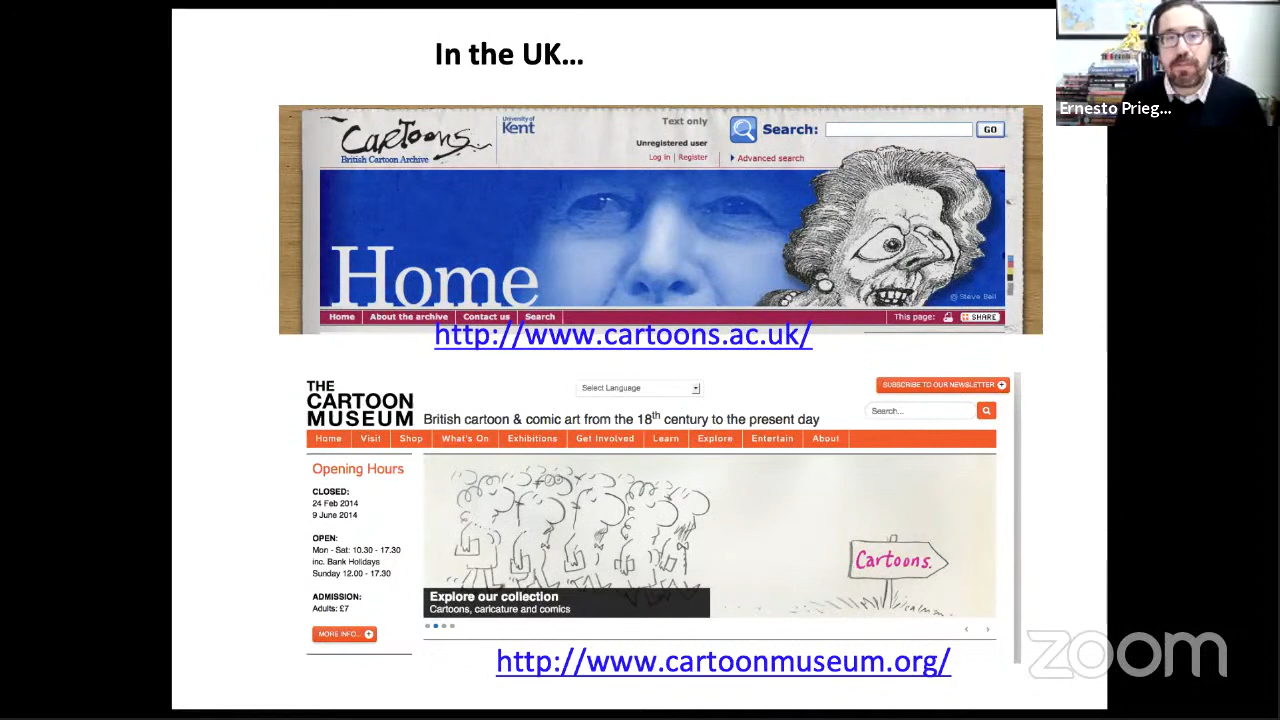 In the UK...
CarToons
British Cartoon Archive
University of
Kent
Text only
Unregistered user
Log in | Register
Search:
GO
Advanced search
Home
© Steve Bell
Home
About the archive
Contact us
Search
This page:
SHARE
http://www.cartoons.ac.uk/
THE
CARTOON
MUSEUM
Select Language
SUBSCRIBE TO OUR NEWSLETTER
Search...
British cartoon & comic art from the 18th century to the present day
Home
Visit
Shop
What's On
Exhibitions
Get Involved
Learn
Explore
Entertain
About
Opening Hours
CLOSED:
24 Feb 2014
9 June 2014
OPEN:
Mon - Sat: 10.30 - 17.30
inc. Bank Holidays
Sunday 12.00 - 17.30
ADMISSION:
Adults: £7
MORE INFO...
Cartoons.
calman
Explore our collection
Cartoons, caricature and comics
http://www.cartoonmuseum.org/
Ernesto Prieg...
zoom